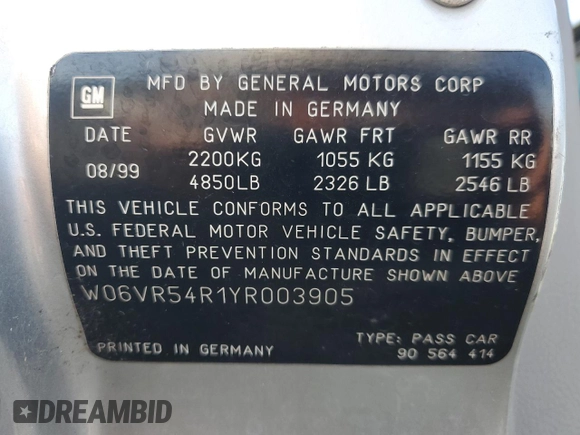 GM
MFD BY GENERAL MOTORS CORP
MADE IN GERMANY
DATE GVWR GAWR FRT GAWR RR
08/99 2200KG 1055 KG 1155 KG
4850LB 2326 LB 2546 LB
THIS VEHICLE CONFORMS TO ALL APPLICABLE
U.S. FEDERAL MOTOR VEHICLE SAFETY, BUMPER,
AND THEFT PREVENTION STANDARDS IN EFFECT
ON THE DATE OF MANUFACTURE SHOWN ABOVE
W06VR54R1YR003905
TYPE: PASS CAR
PRINTED IN GERMANY 90 564 414
DREAMBID